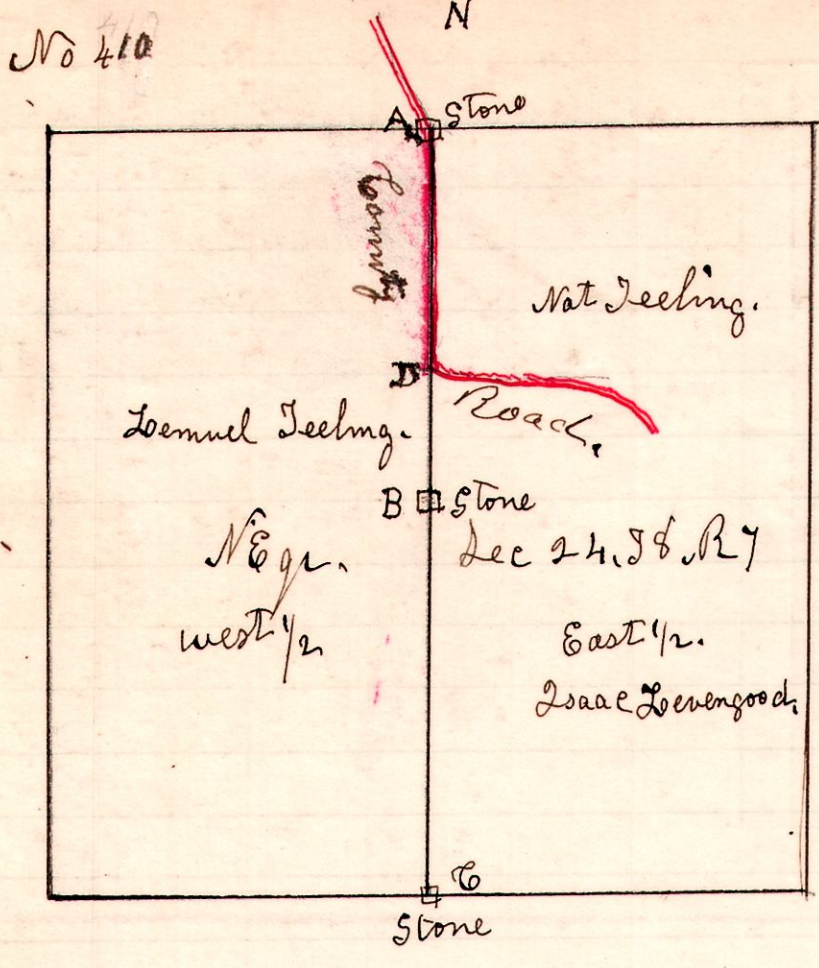 N
No 410
A Stone
County
Nat Teeling.
D
Road.
Lemuel Teeling.
B Stone
NE qr.
Sec 24, T8, R7
west 1/2
East 1/2.
Isaac Levengood.
C
Stone